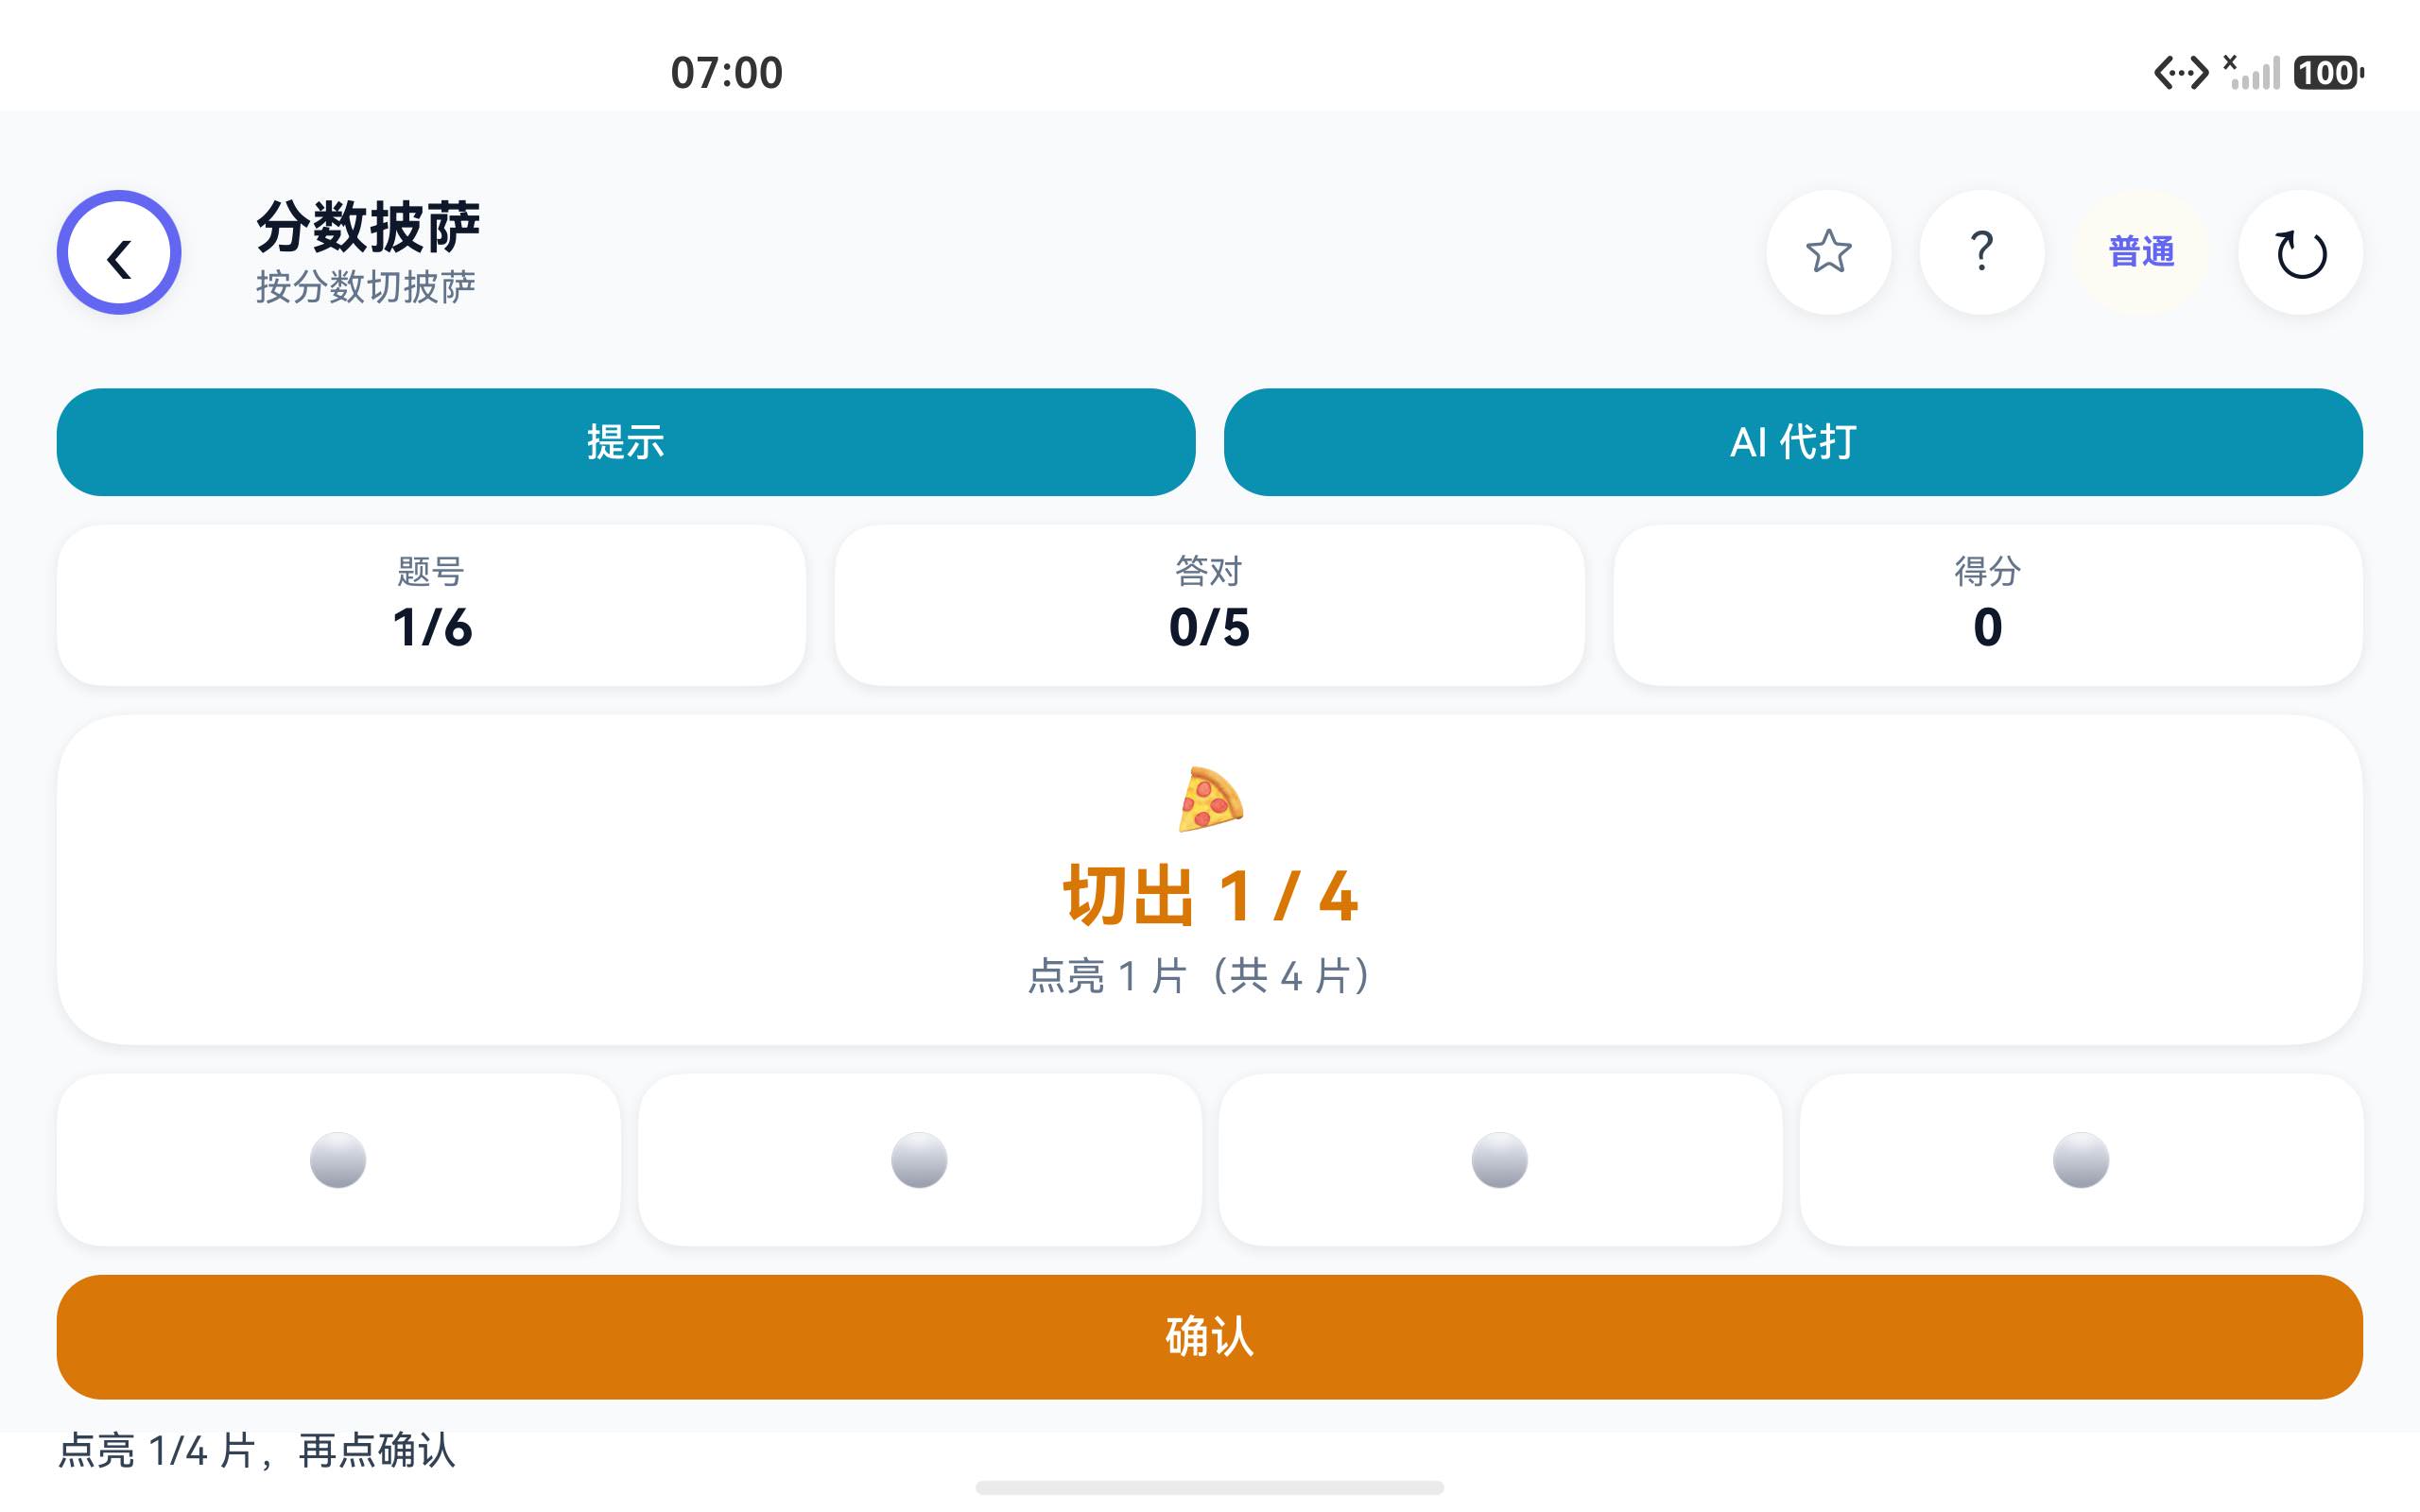 07:00
100
分数披萨
按分数切披萨
?
普通
提示
AI 代打
题号
1/6
答对
0/5
得分
0
切出 1 / 4
点亮 1 片（共 4 片）
确认
点亮 1/4 片，再点确认